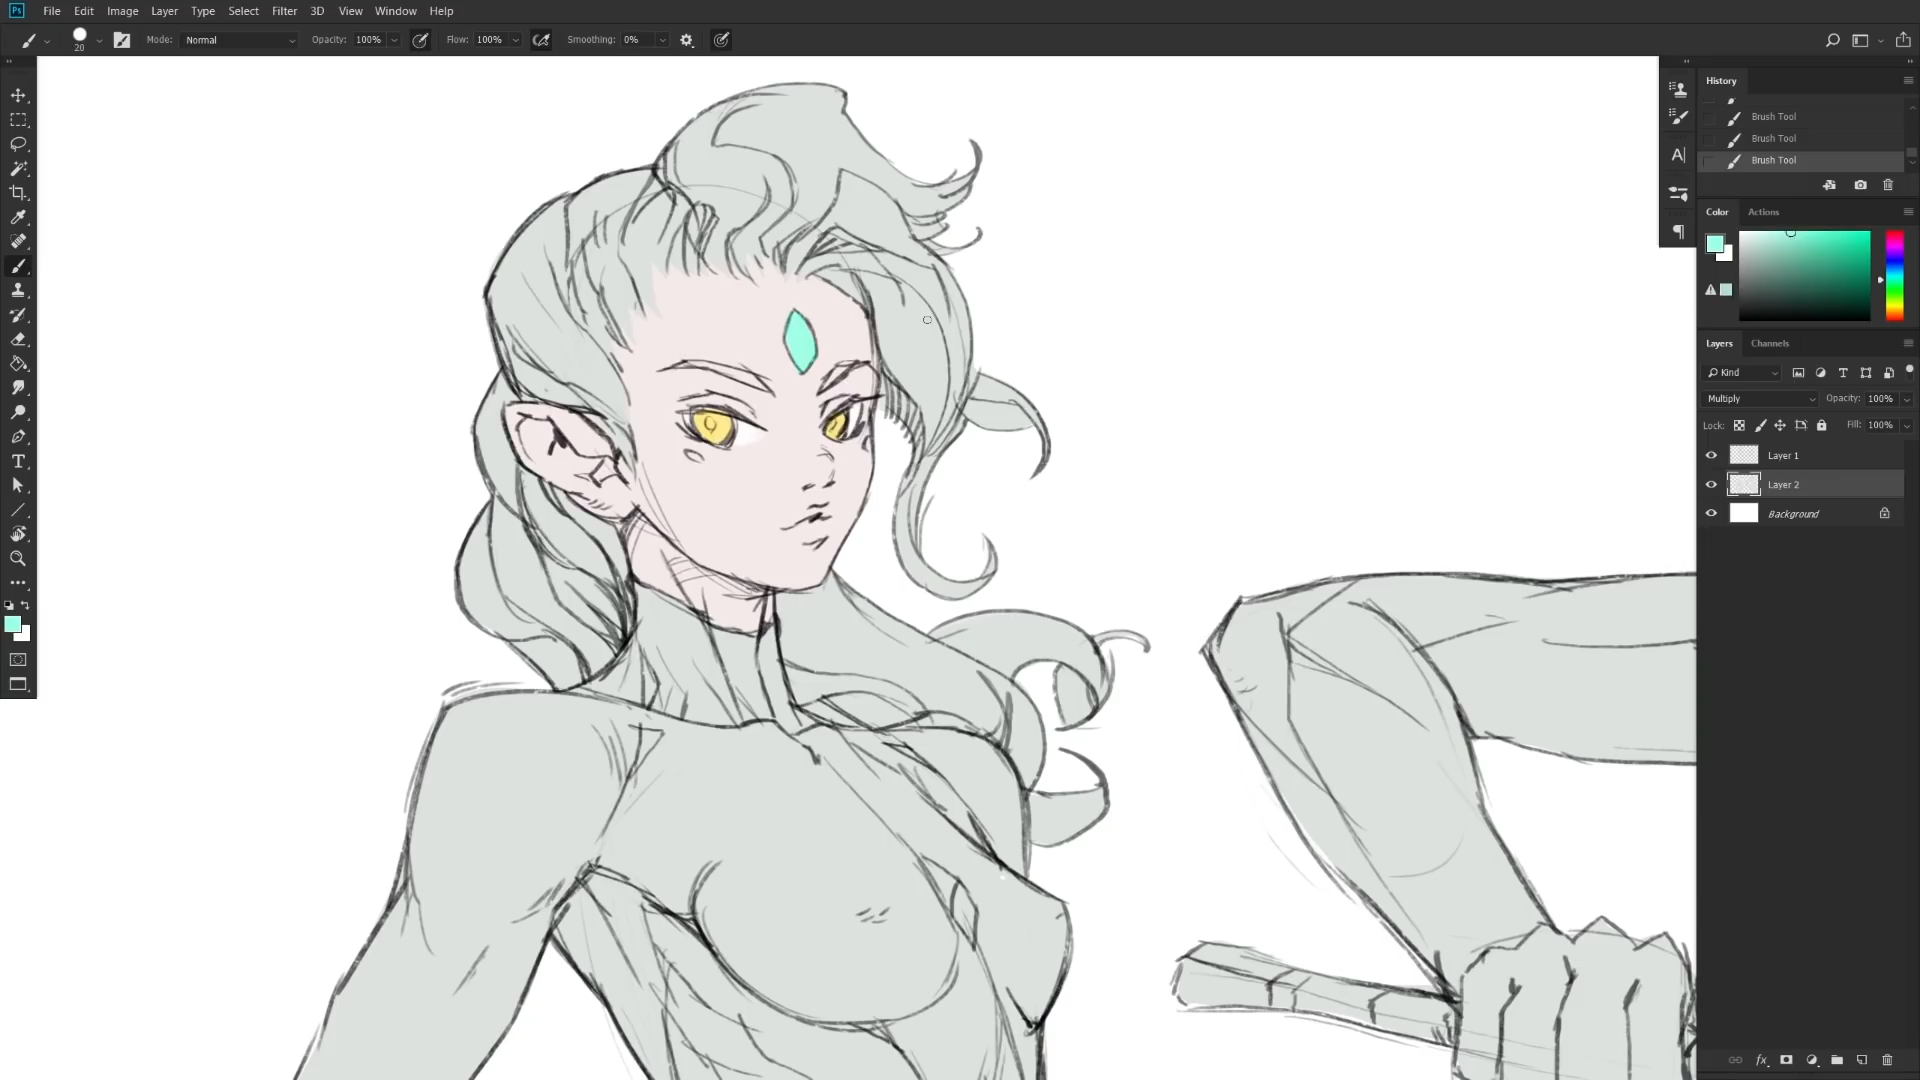 Ps File Edit Image Layer Type Select Filter 3D View Window Help
20 Mode: Normal Opacity: 100% Flow: 100% Smoothing: 0%
History
Brush Tool
Brush Tool
Brush Tool
Color Actions
Layers Channels
Kind
Multiply Opacity: 100%
Lock: Fill: 100%
Layer 1
Layer 2
Background
fx